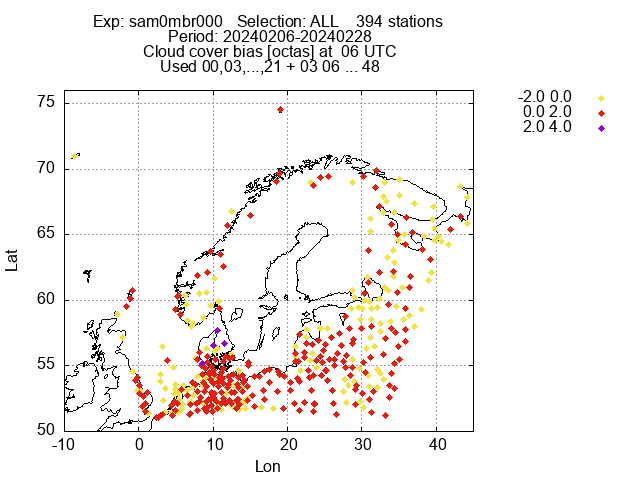 Exp: sam0mbr000   Selection: ALL    394 stations
Period: 20240206-20240228
Cloud cover bias [octas] at  06 UTC
Used 00,03,...,21 + 03 06 ... 48
-2.0 0.0
0.0 2.0
2.0 4.0
75
70
65
60
55
50
Lat
-10 0 10 20 30 40
Lon